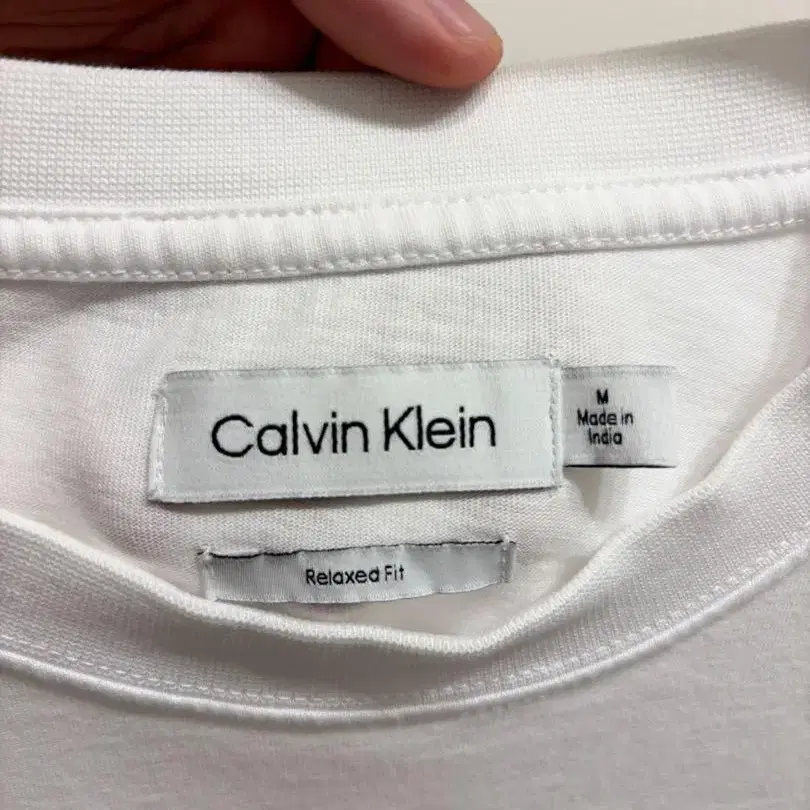 Calvin Klein
M
Made in
India
Relaxed Fit